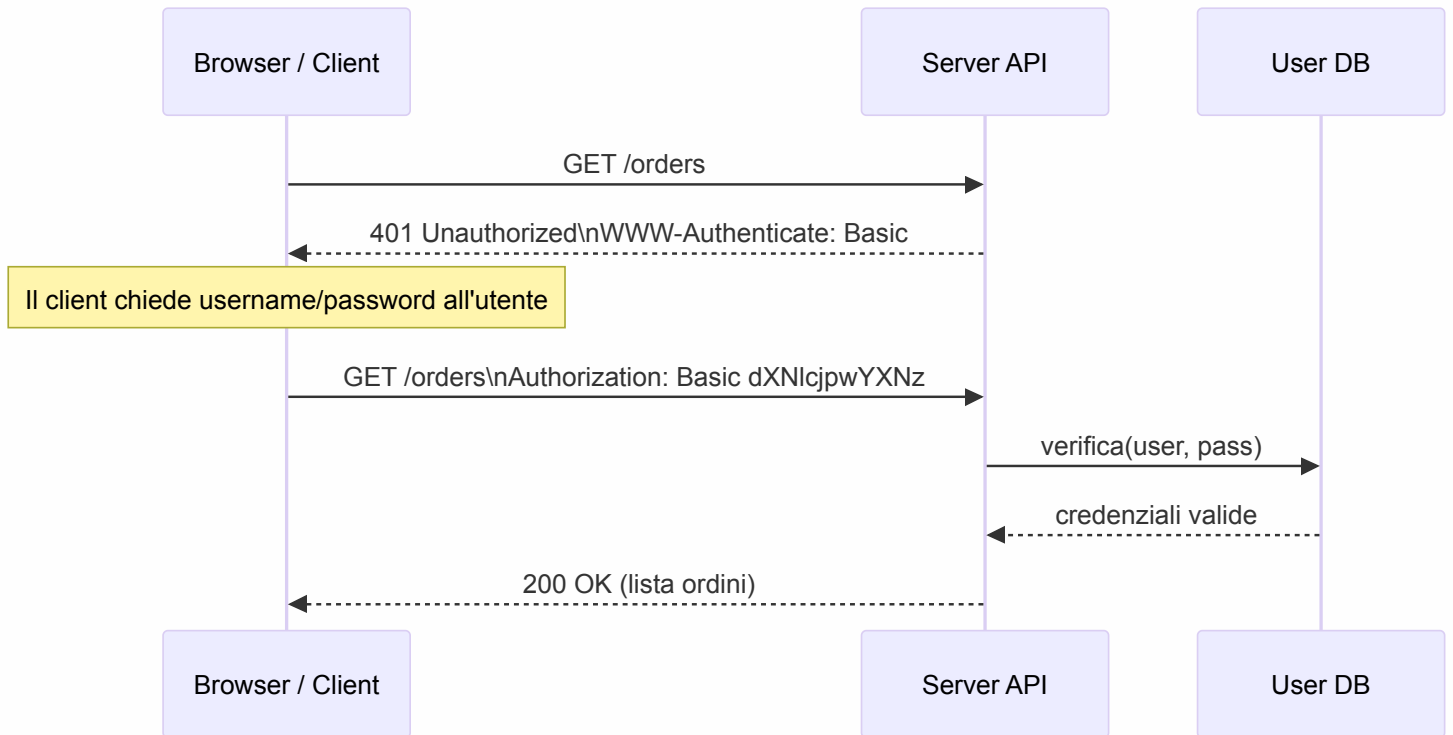 Browser / Client
Server API
User DB
GET /orders
401 Unauthorized\nWWW-Authenticate: Basic
Il client chiede username/password all'utente
GET /orders\nAuthorization: Basic dXNlcjpwYXNz
verifica(user, pass)
credenziali valide
200 OK (lista ordini)
Browser / Client
Server API
User DB